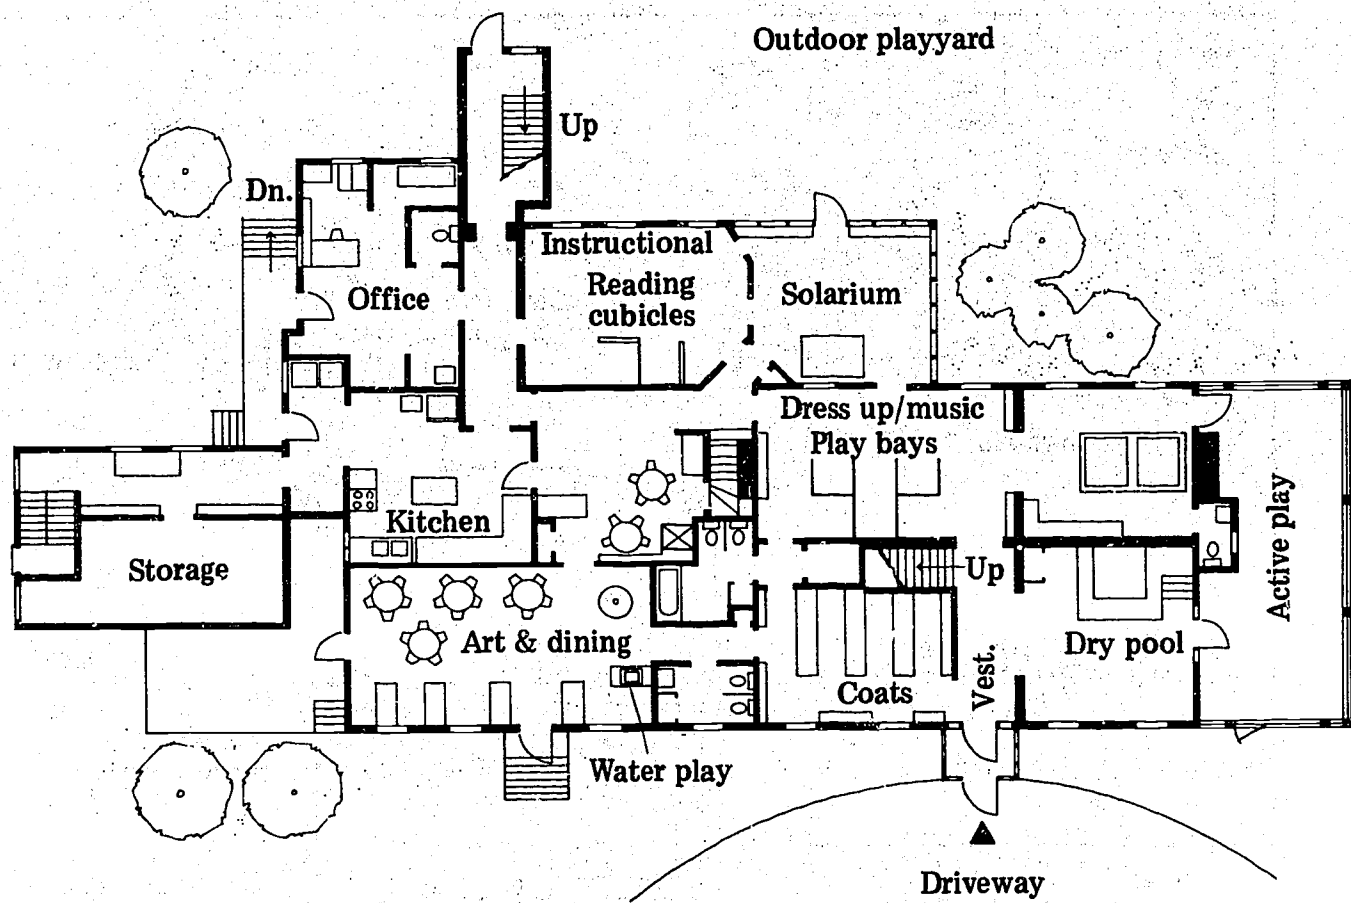 Outdoor playyard
Up
Dn.
Instructional
Reading
cubicles
Solarium
Office
Dress up/music
Play bays
Kitchen
Storage
Up
Active play
Art & dining
Dry pool
Vest.
Coats
Water play
Driveway